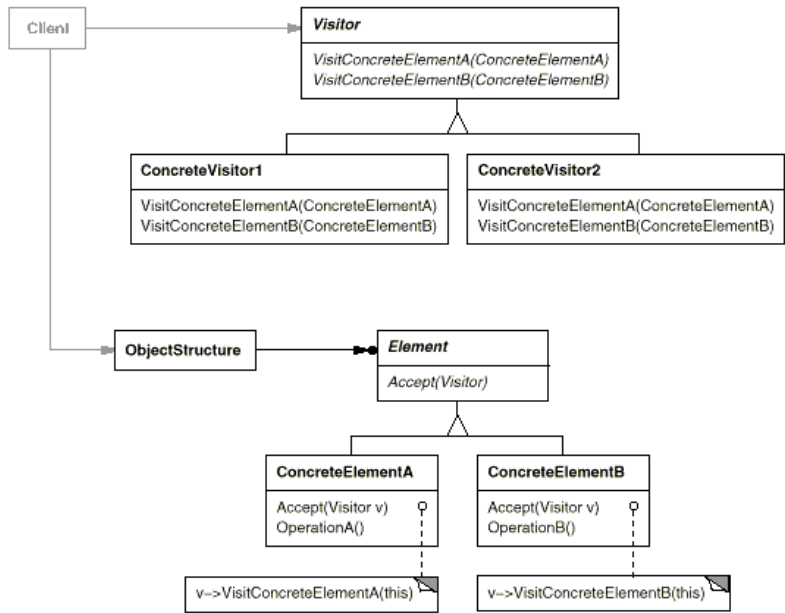 Client
Visitor
VisitConcreteElementA(ConcreteElementA)
VisitConcreteElementB(ConcreteElementB)
ConcreteVisitor1
VisitConcreteElementA(ConcreteElementA)
VisitConcreteElementB(ConcreteElementB)
ConcreteVisitor2
VisitConcreteElementA(ConcreteElementA)
VisitConcreteElementB(ConcreteElementB)
ObjectStructure
Element
Accept(Visitor)
ConcreteElementA
Accept(Visitor v)
OperationA()
ConcreteElementB
Accept(Visitor v)
OperationB()
v->VisitConcreteElementA(this)
v->VisitConcreteElementB(this)